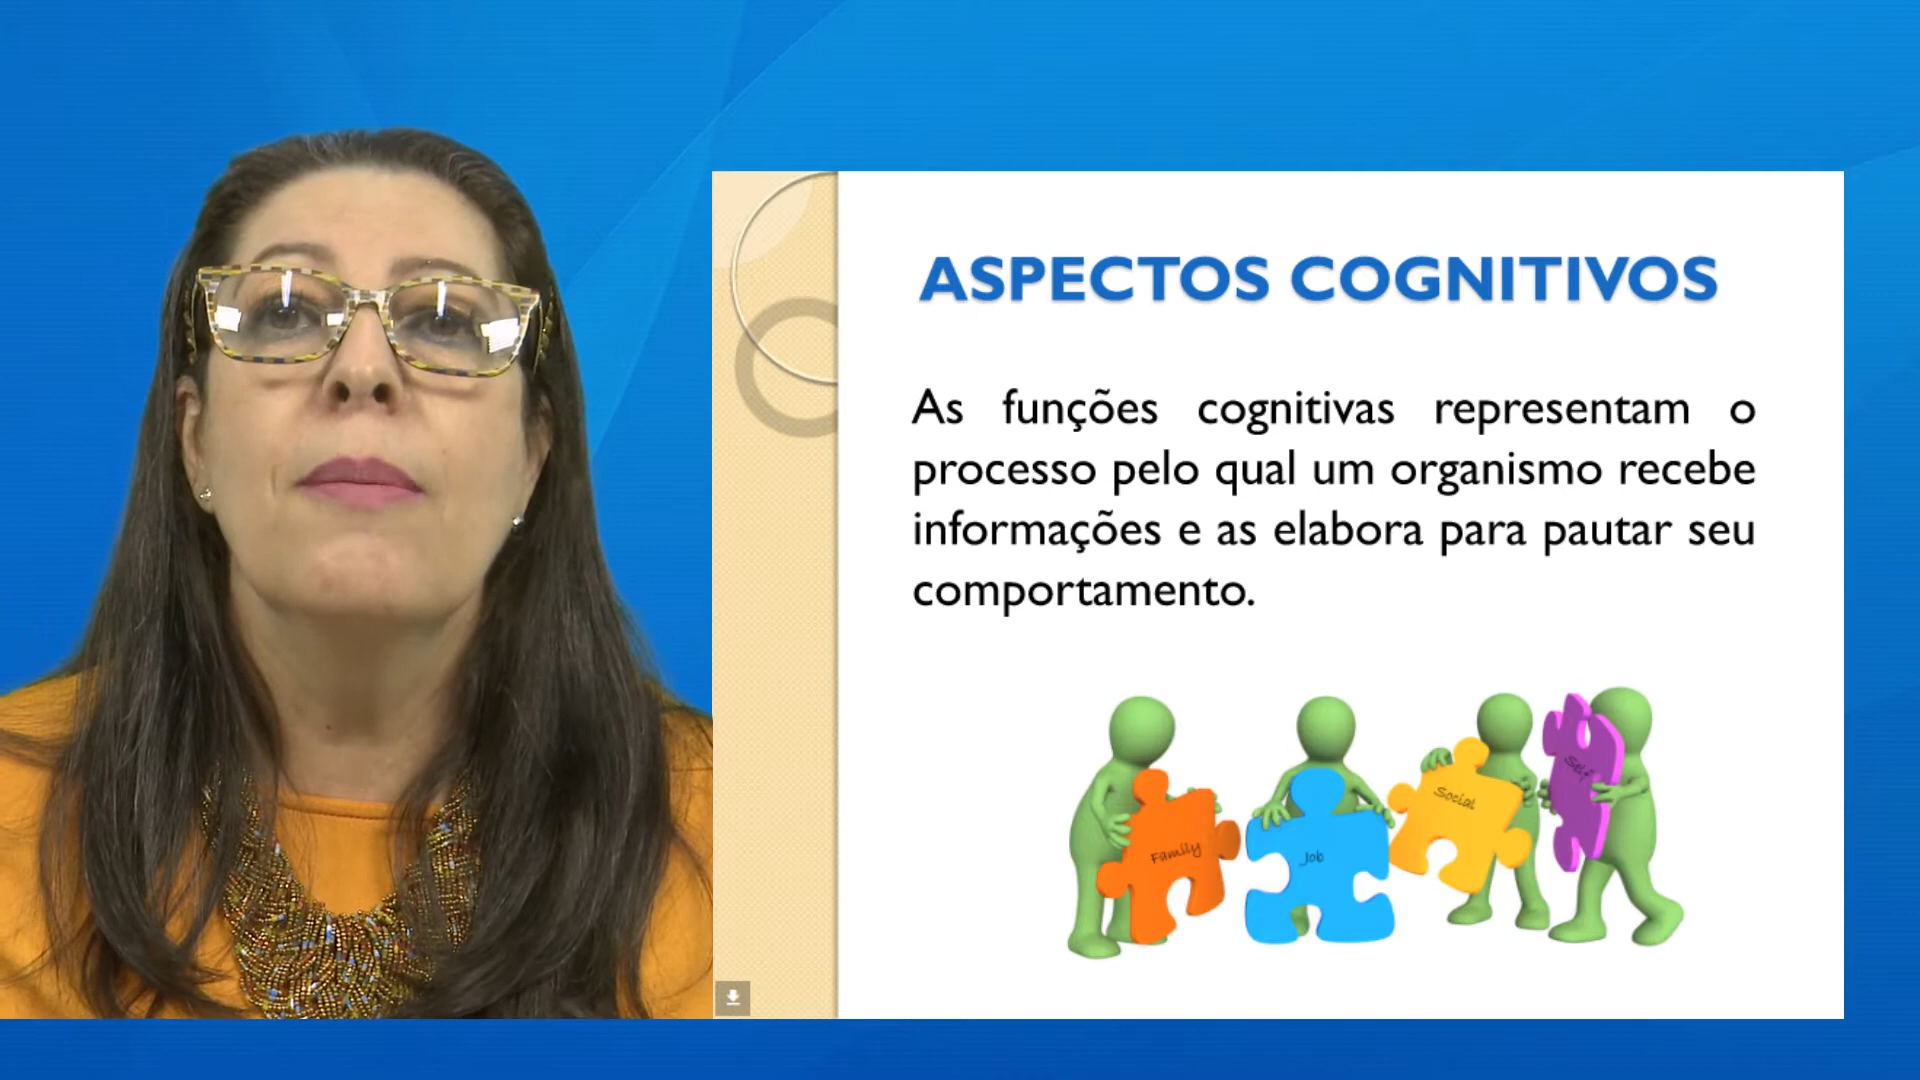 ASPECTOS COGNITIVOS
As funções cognitivas representam o
processo pelo qual um organismo recebe
informações e as elabora para pautar seu
comportamento.
Family
Job
Social
Self